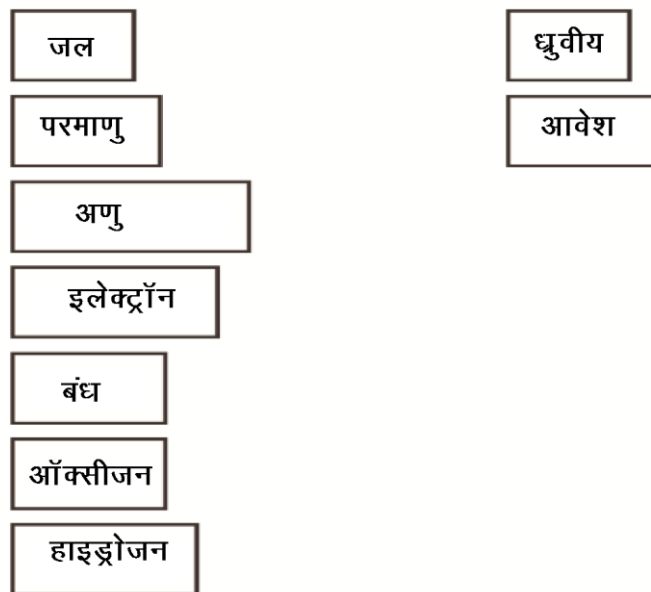 जल
ध्रुवीय
परमाणु
आवेश
अणु
इलेक्ट्रॉन
बंध
ऑक्सीजन
हाइड्रोजन